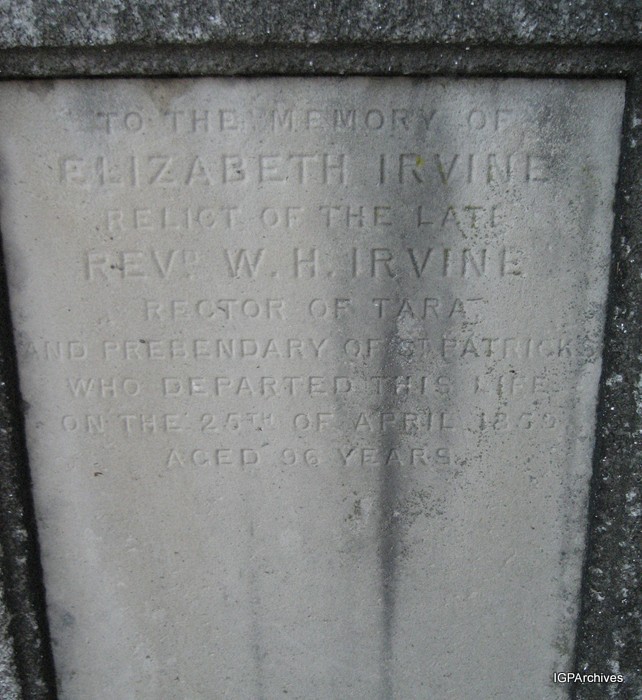 TO THE MEMORY OF
ELIZABETH IRVINE
RELICT OF THE LATE
REVD W. H. IRVINE
RECTOR OF TARA
AND PREBENDARY OF ST PATRICKS
WHO DEPARTED THIS LIFE
ON THE 25TH OF APRIL
AGED 96 YEARS
IGPArchives